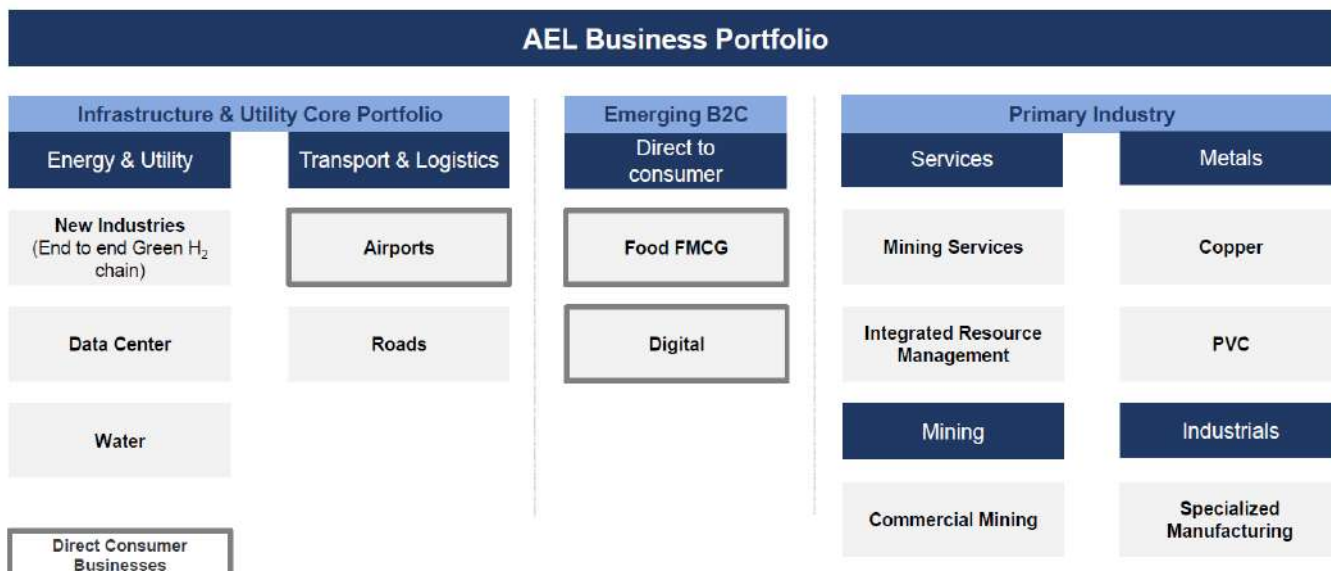 AEL Business Portfolio
Infrastructure & Utility Core Portfolio
Energy & Utility
New Industries
(End to end Green H₂
chain)
Data Center
Water
Transport & Logistics
Airports
Roads
Emerging B2C
Direct to
consumer
Food FMCG
Digital
Primary Industry
Services
Mining Services
Integrated Resource
Management
Mining
Commercial Mining
Metals
Copper
PVC
Industrials
Specialized
Manufacturing
Direct Consumer
Businesses